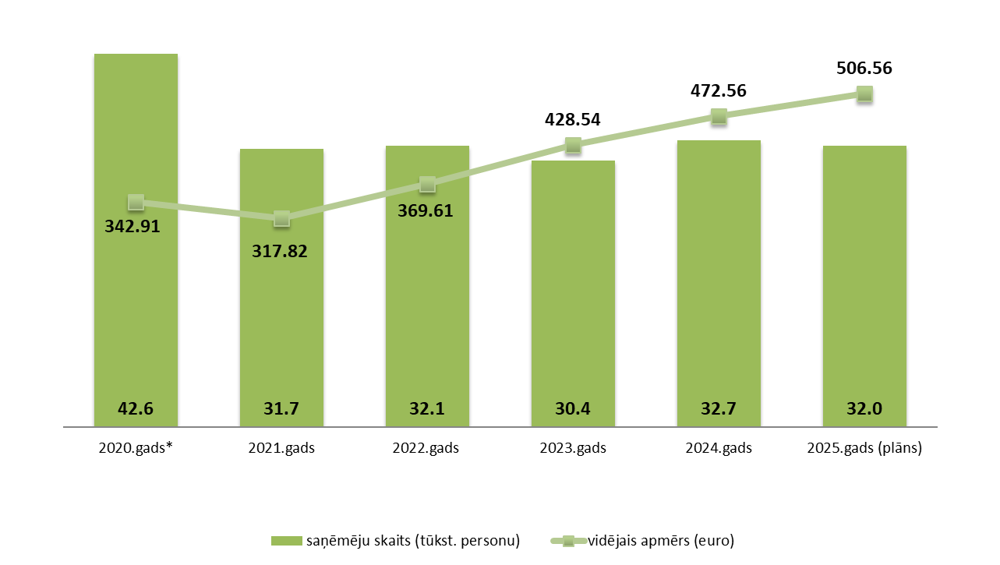 506.56
472.56
428.54
369.61
342.91
317.82
42.6 31.7 32.1 30.4 32.7 32.0
2020.gads* 2021.gads 2022.gads 2023.gads 2024.gads 2025.gads (plāns)
saņēmēju skaits (tūkst. personu) vidējais apmērs (euro)